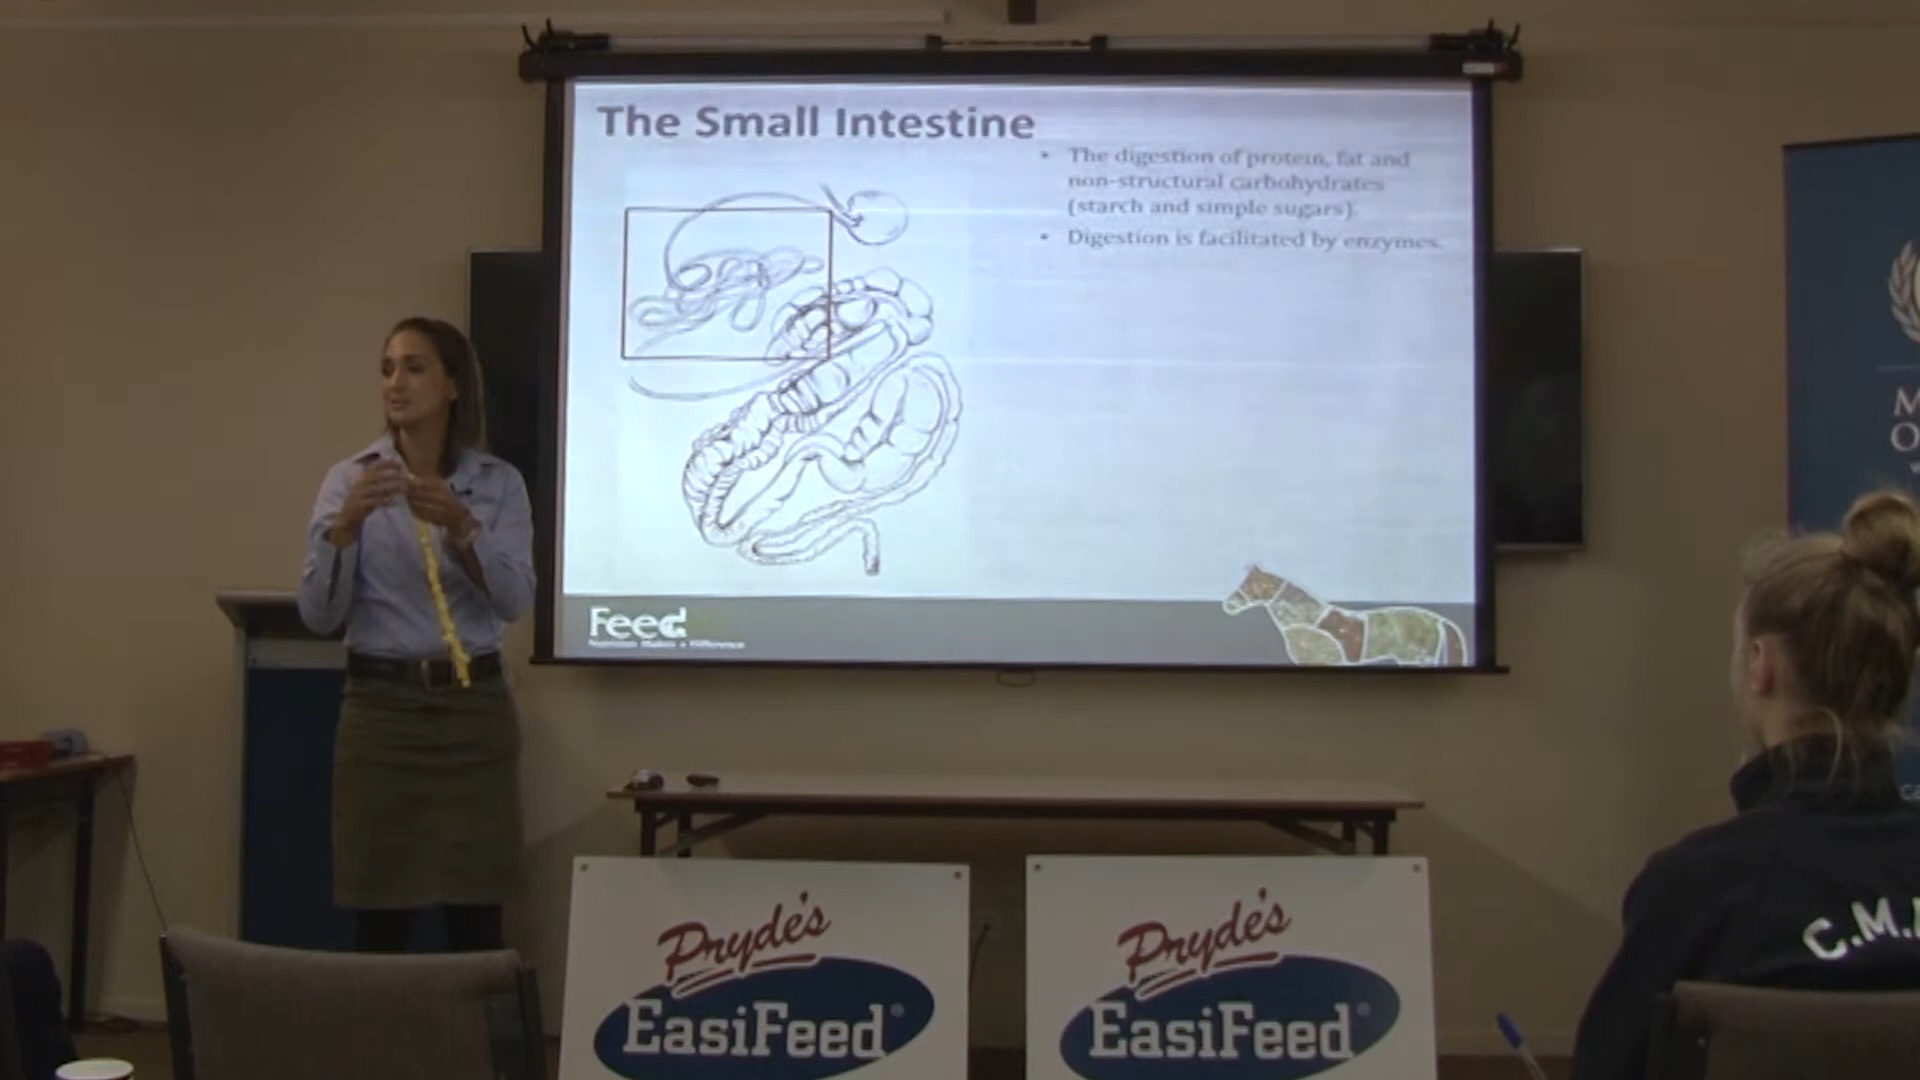 The Small Intestine
• The digestion of protein, fat and
non-structural carbohydrates
(starch and simple sugars).
• Digestion is facilitated by enzymes.
Feed
Pryde's
EasiFeed®
Pryde's
EasiFeed®
M
O
C.M.